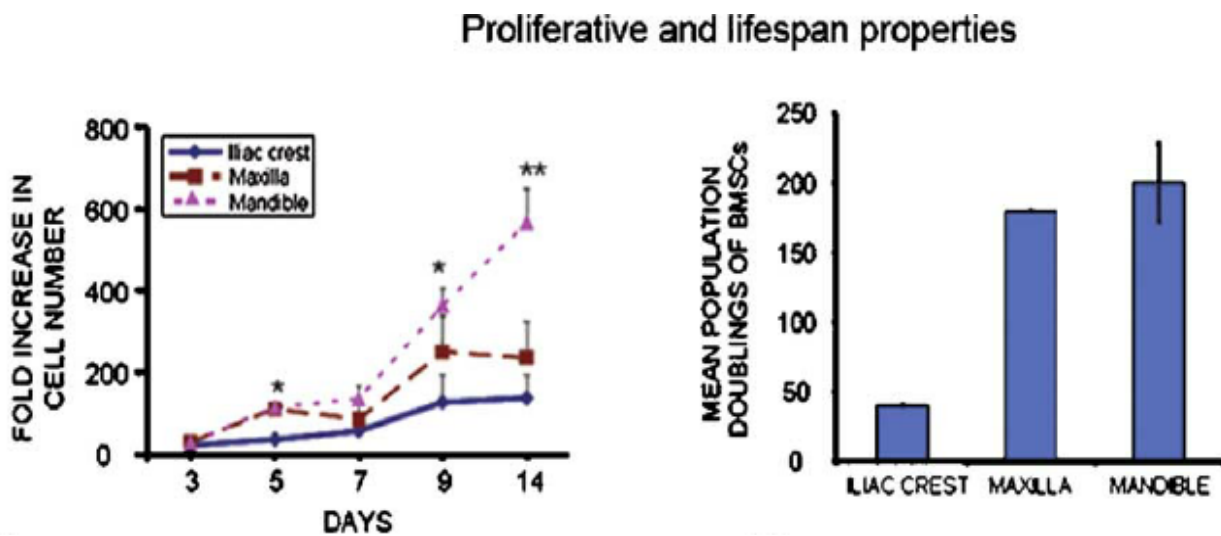 Proliferative and lifespan properties
FOLD INCREASE IN
CELL NUMBER
800
600
400
200
0
Iliac crest
Maxilla
Mandible
*
*
**
3 5 7 9 14
DAYS
MEAN POPULATION
DOUBLINGS OF BMSCs
250
200
150
100
50
0
ILIAC CREST MAXILLA MANDIBLE